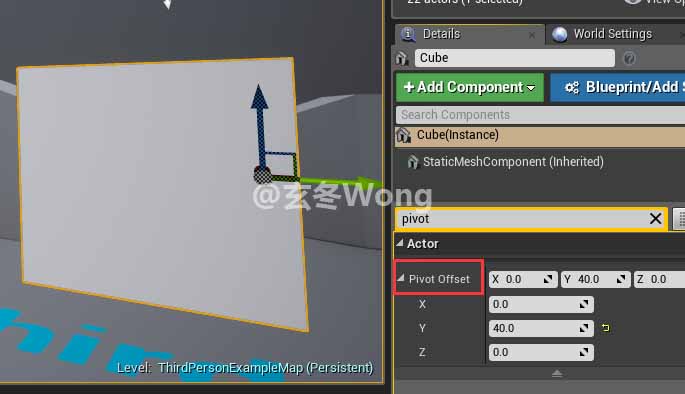 22 actors (1 selected)
Details
World Settings
Cube
+Add Component
Blueprint/Add
Search Components
Cube(Instance)
StaticMeshComponent (Inherited)
@玄冬Wong
pivot
Actor
Pivot Offset
X 0.0
Y 40.0
Z 0.0
X
0.0
Y
40.0
Z
0.0
Level: ThirdPersonExampleMap (Persistent)